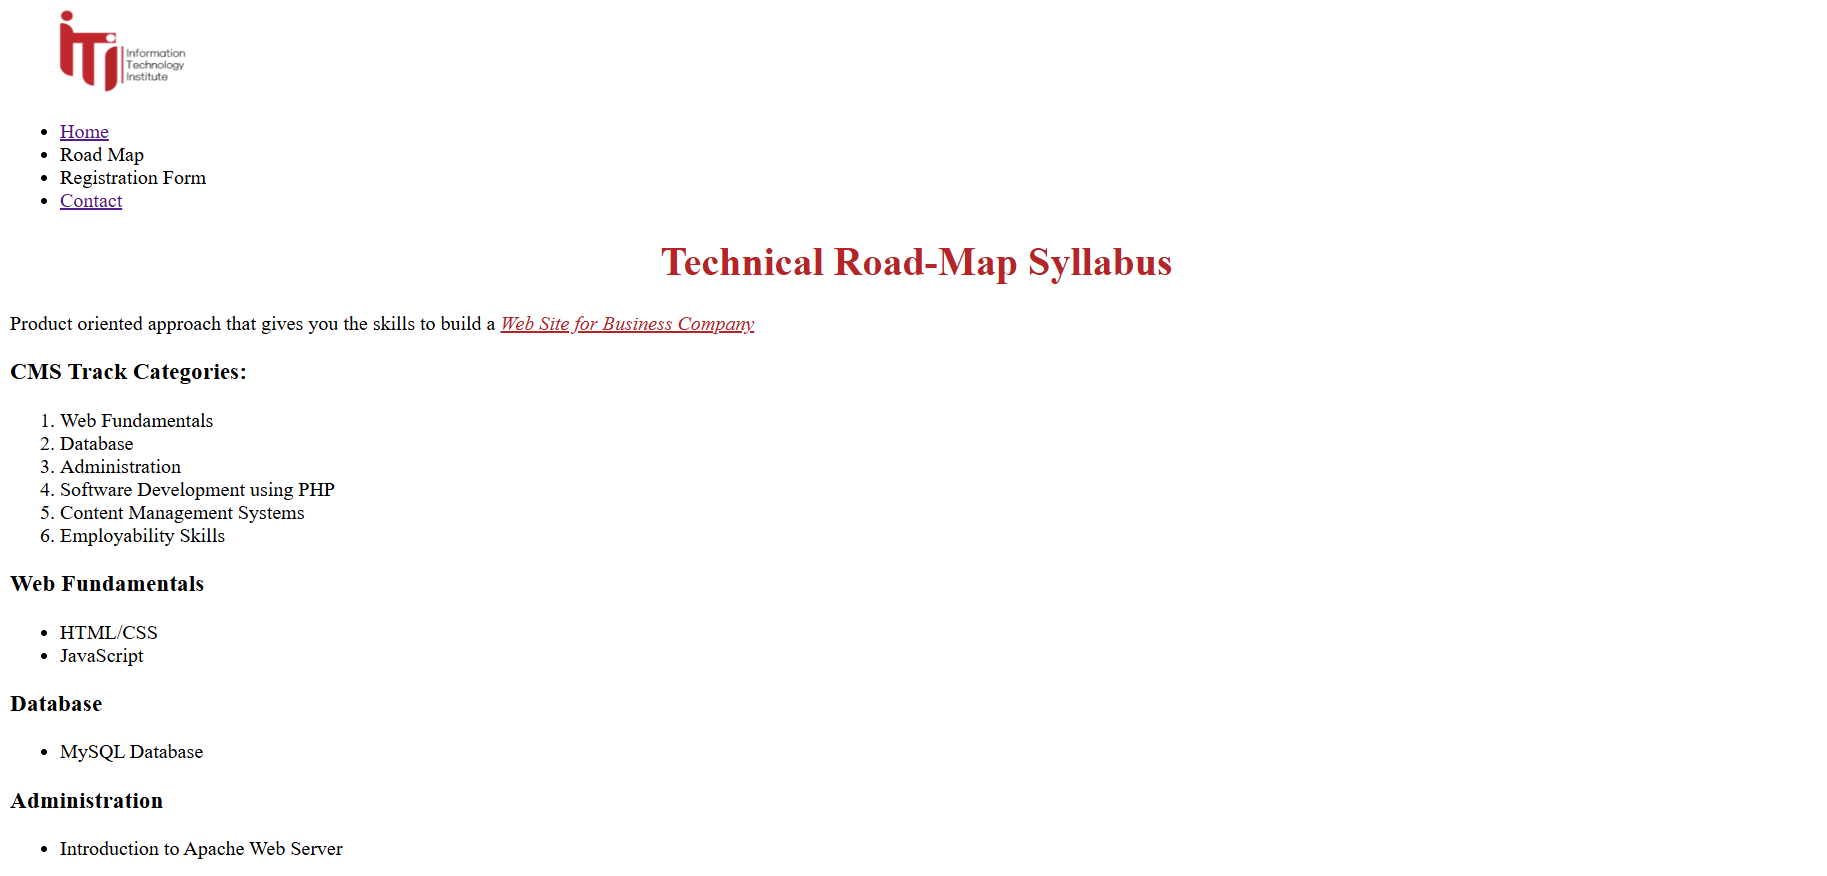 iTi
Information
Technology
Institute
Home
Road Map
Registration Form
Contact
Technical Road-Map Syllabus
Product oriented approach that gives you the skills to build a Web Site for Business Company
CMS Track Categories:
1. Web Fundamentals
2. Database
3. Administration
4. Software Development using PHP
5. Content Management Systems
6. Employability Skills
Web Fundamentals
HTML/CSS
JavaScript
Database
MySQL Database
Administration
Introduction to Apache Web Server